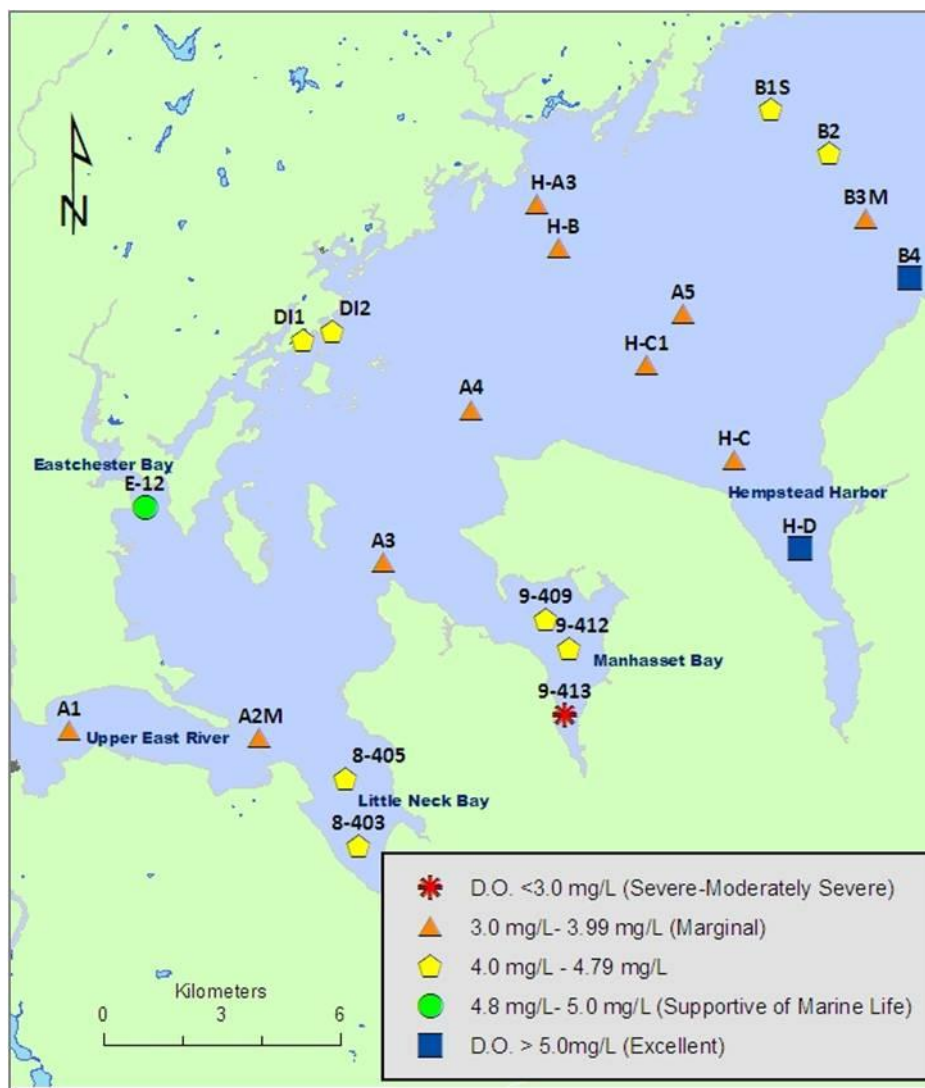 B1S
B2
H-A3
B3M
H-B
B4
A5
DI1
DI2
H-C1
A4
H-C
Eastchester Bay
E-12
Hempstead Harbor
H-D
A3
9-409
9-412
Manhasset Bay
9-413
A1
A2M
Upper East River
8-405
Little Neck Bay
8-403
N
D.O. <3.0 mg/L (Severe-Moderately Severe)
3.0 mg/L- 3.99 mg/L (Marginal)
4.0 mg/L - 4.79 mg/L
4.8 mg/L- 5.0 mg/L (Supportive of Marine Life)
D.O. > 5.0mg/L (Excellent)
Kilometers
0 3 6